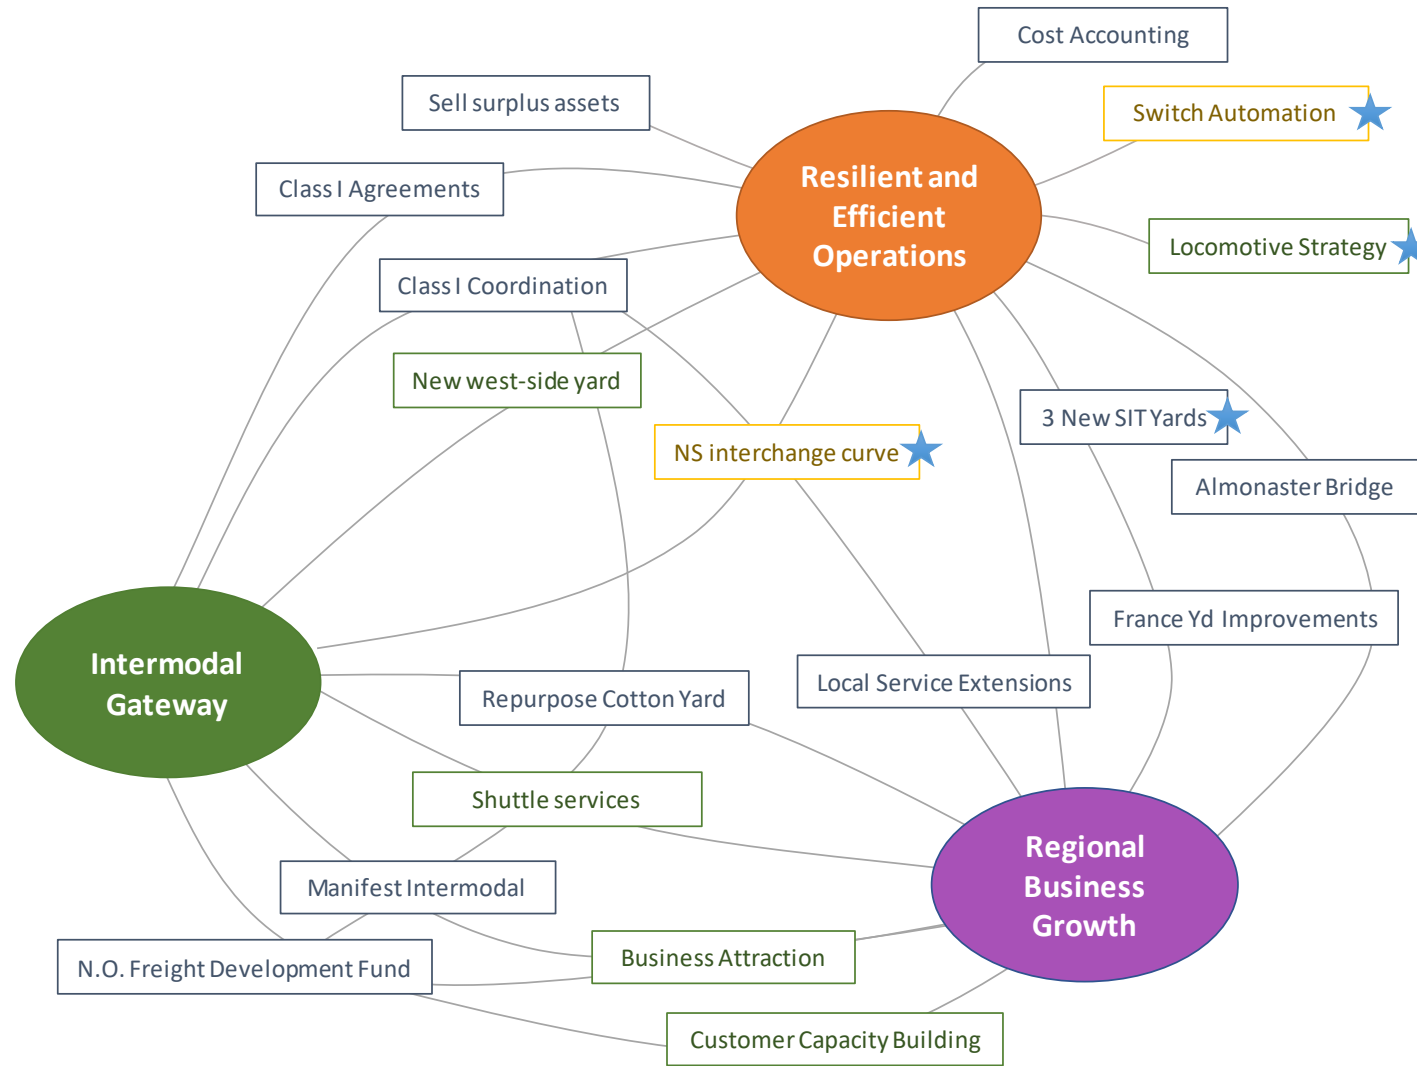 Cost Accounting
Sell surplus assets
Switch Automation
Resilient and
Efficient
Operations
Class I Agreements
Locomotive Strategy
Class I Coordination
New west-side yard
3 New SIT Yards
NS interchange curve
Almonaster Bridge
France Yd Improvements
Intermodal
Gateway
Local Service Extensions
Repurpose Cotton Yard
Shuttle services
Regional
Business
Growth
Manifest Intermodal
Business Attraction
N.O. Freight Development Fund
Customer Capacity Building